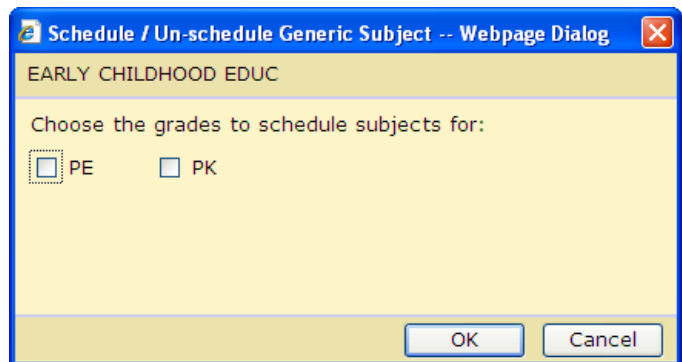 Schedule / Un-schedule Generic Subject -- Webpage Dialog
EARLY CHILDHOOD EDUC
Choose the grades to schedule subjects for:
PE PK
OK Cancel